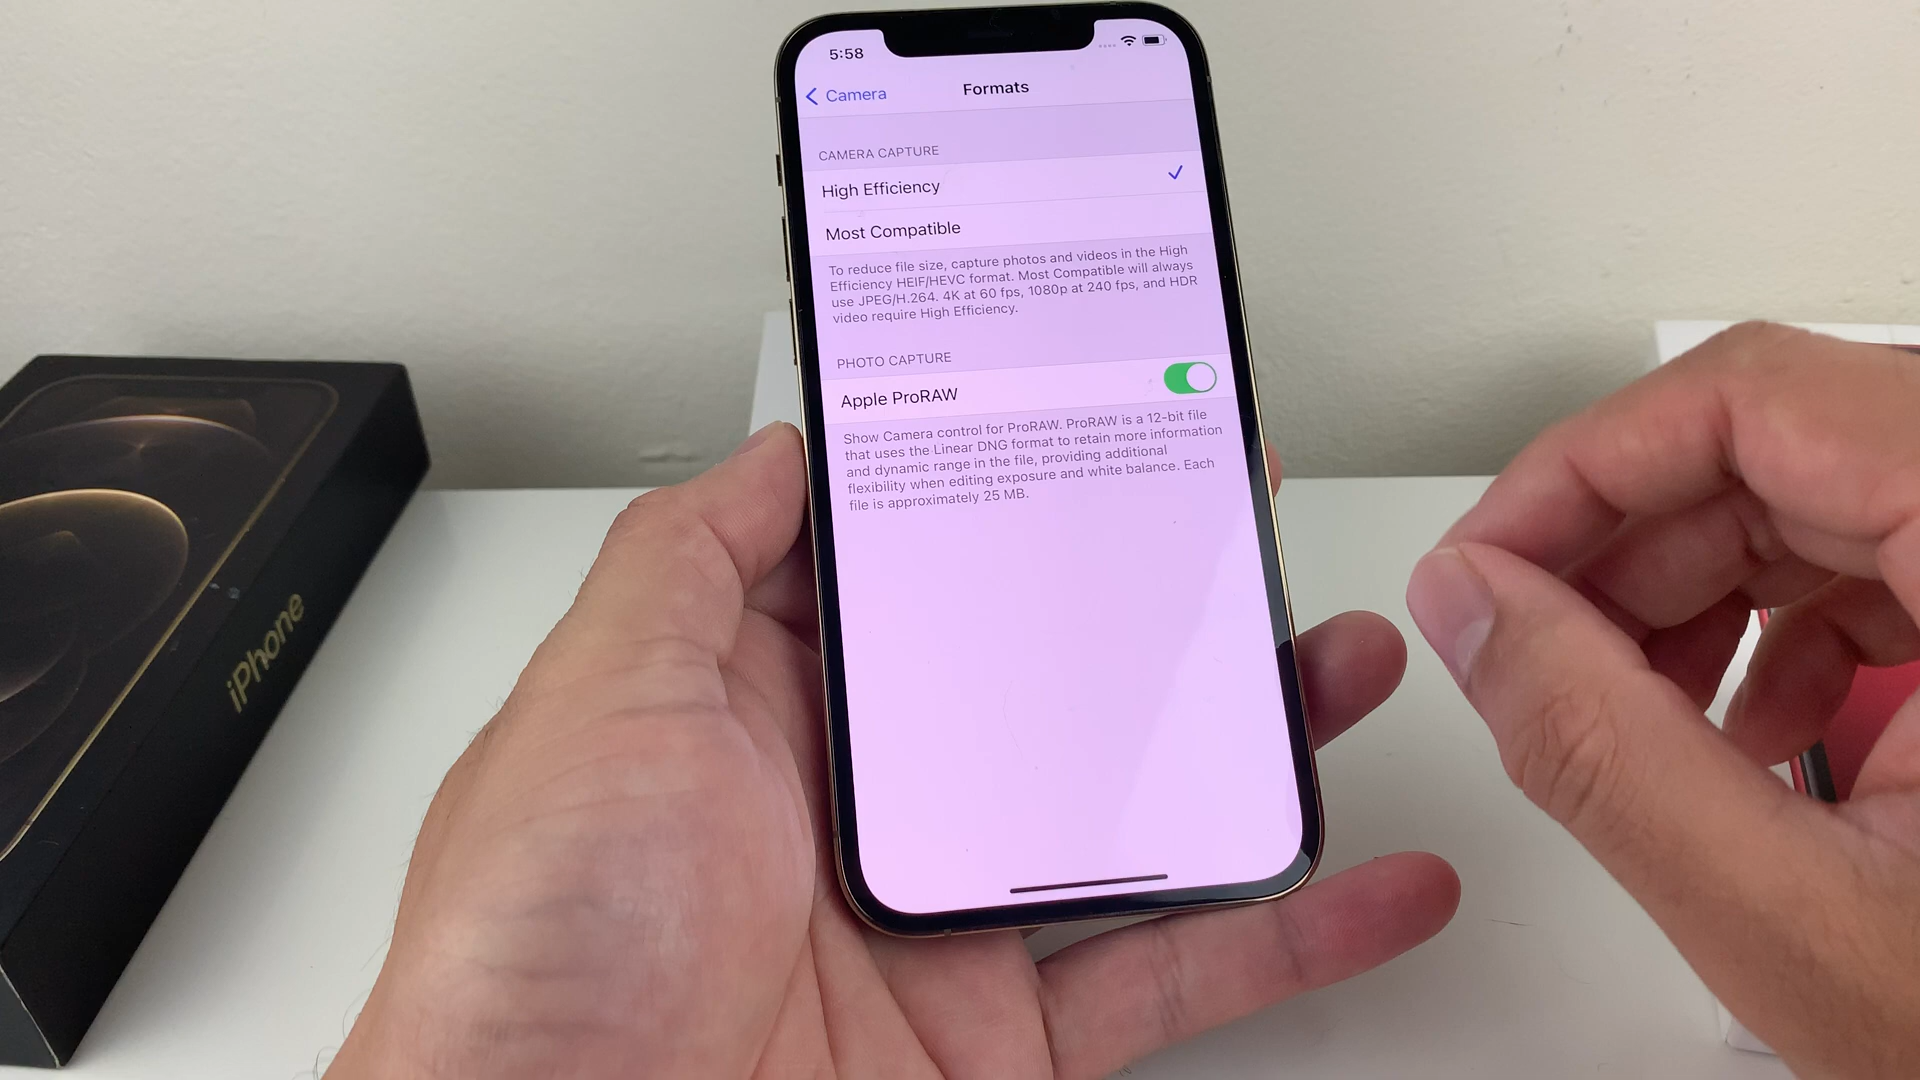 5:58
Camera
Formats
CAMERA CAPTURE
High Efficiency
Most Compatible
To reduce file size, capture photos and videos in the High
Efficiency HEIF/HEVC format. Most Compatible will always
use JPEG/H.264. 4K at 60 fps, 1080p at 240 fps, and HDR
video require High Efficiency.
PHOTO CAPTURE
Apple ProRAW
Show Camera control for ProRAW. ProRAW is a 12-bit file
that uses the Linear DNG format to retain more information
and dynamic range in the file, providing additional
flexibility when editing exposure and white balance. Each
file is approximately 25 MB.
iPhone